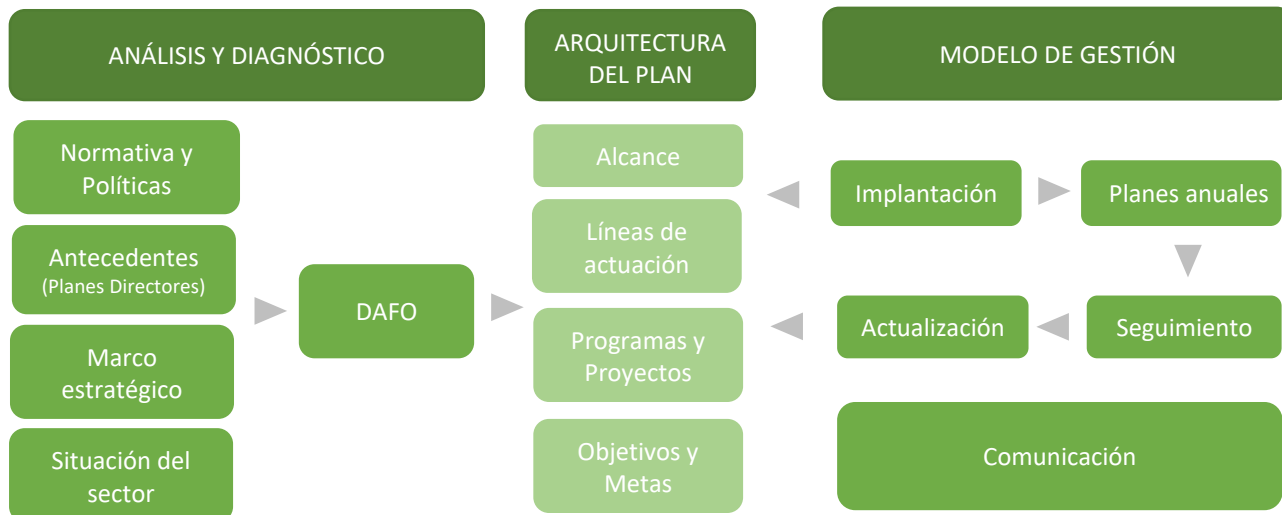 ANÁLISIS Y DIAGNÓSTICO
ARQUITECTURA
DEL PLAN
MODELO DE GESTIÓN
Normativa y
Políticas
Antecedentes
(Planes Directores)
Marco
estratégico
Situación del
sector
DAFO
Alcance
Líneas de
actuación
Programas y
Proyectos
Objetivos y
Metas
Implantación
Planes anuales
Actualización
Seguimiento
Comunicación